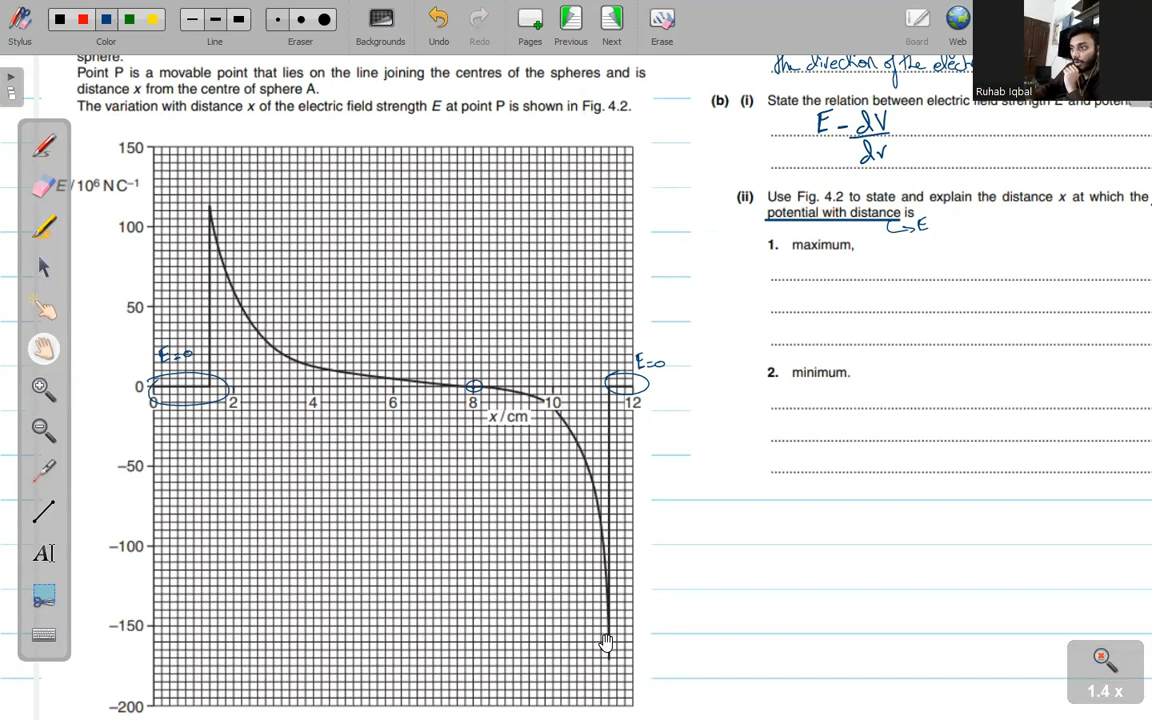 Stylus
Color
Line
Eraser
Backgrounds
Undo
Redo
Pages
Previous
Next
Erase
Board
Web
Ruhab Iqbal
sphere.
Point P is a movable point that lies on the line joining the centres of the spheres and is
distance x from the centre of sphere A.
The variation with distance x of the electric field strength E at point P is shown in Fig. 4.2.
150
E / 10⁶ N C⁻¹
100
50
E=0
E=0
0
0 2 4 6 8 10 12
x / cm
−50
−100
−150
−200
the direction of the
(b) (i) State the relation between electric field strength E and
E - dV
dr
(ii) Use Fig. 4.2 to state and explain the distance x at which the
potential with distance is
E
1. maximum,
2. minimum.
AI
1.4 x